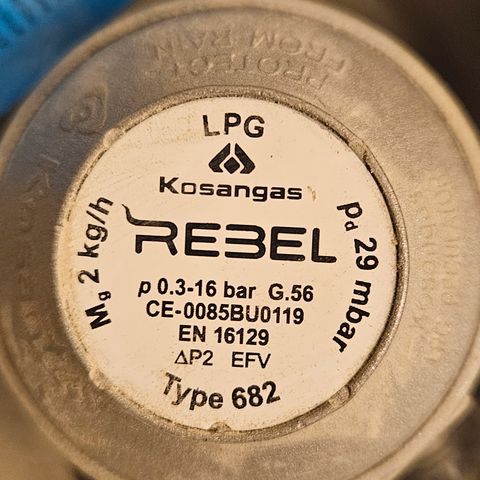 PROTECT
FROM RAIN
LPG
Kosangas
REBEL
Mg 2 kg/h
pd 29 mbar
p 0.3-16 bar G.56
CE-0085BU0119
EN 16129
ΔP2 EFV
Type 682